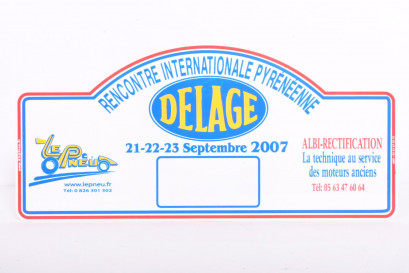 RENCONTRE INTERNATIONALE PYRÉNÉENNE
DELAGE
21-22-23 Septembre 2007
LE PNEU
www.lepneu.fr
ALBI-RECTIFICATION
La technique au service
des moteurs anciens
Tél: 05 63 47 60 64